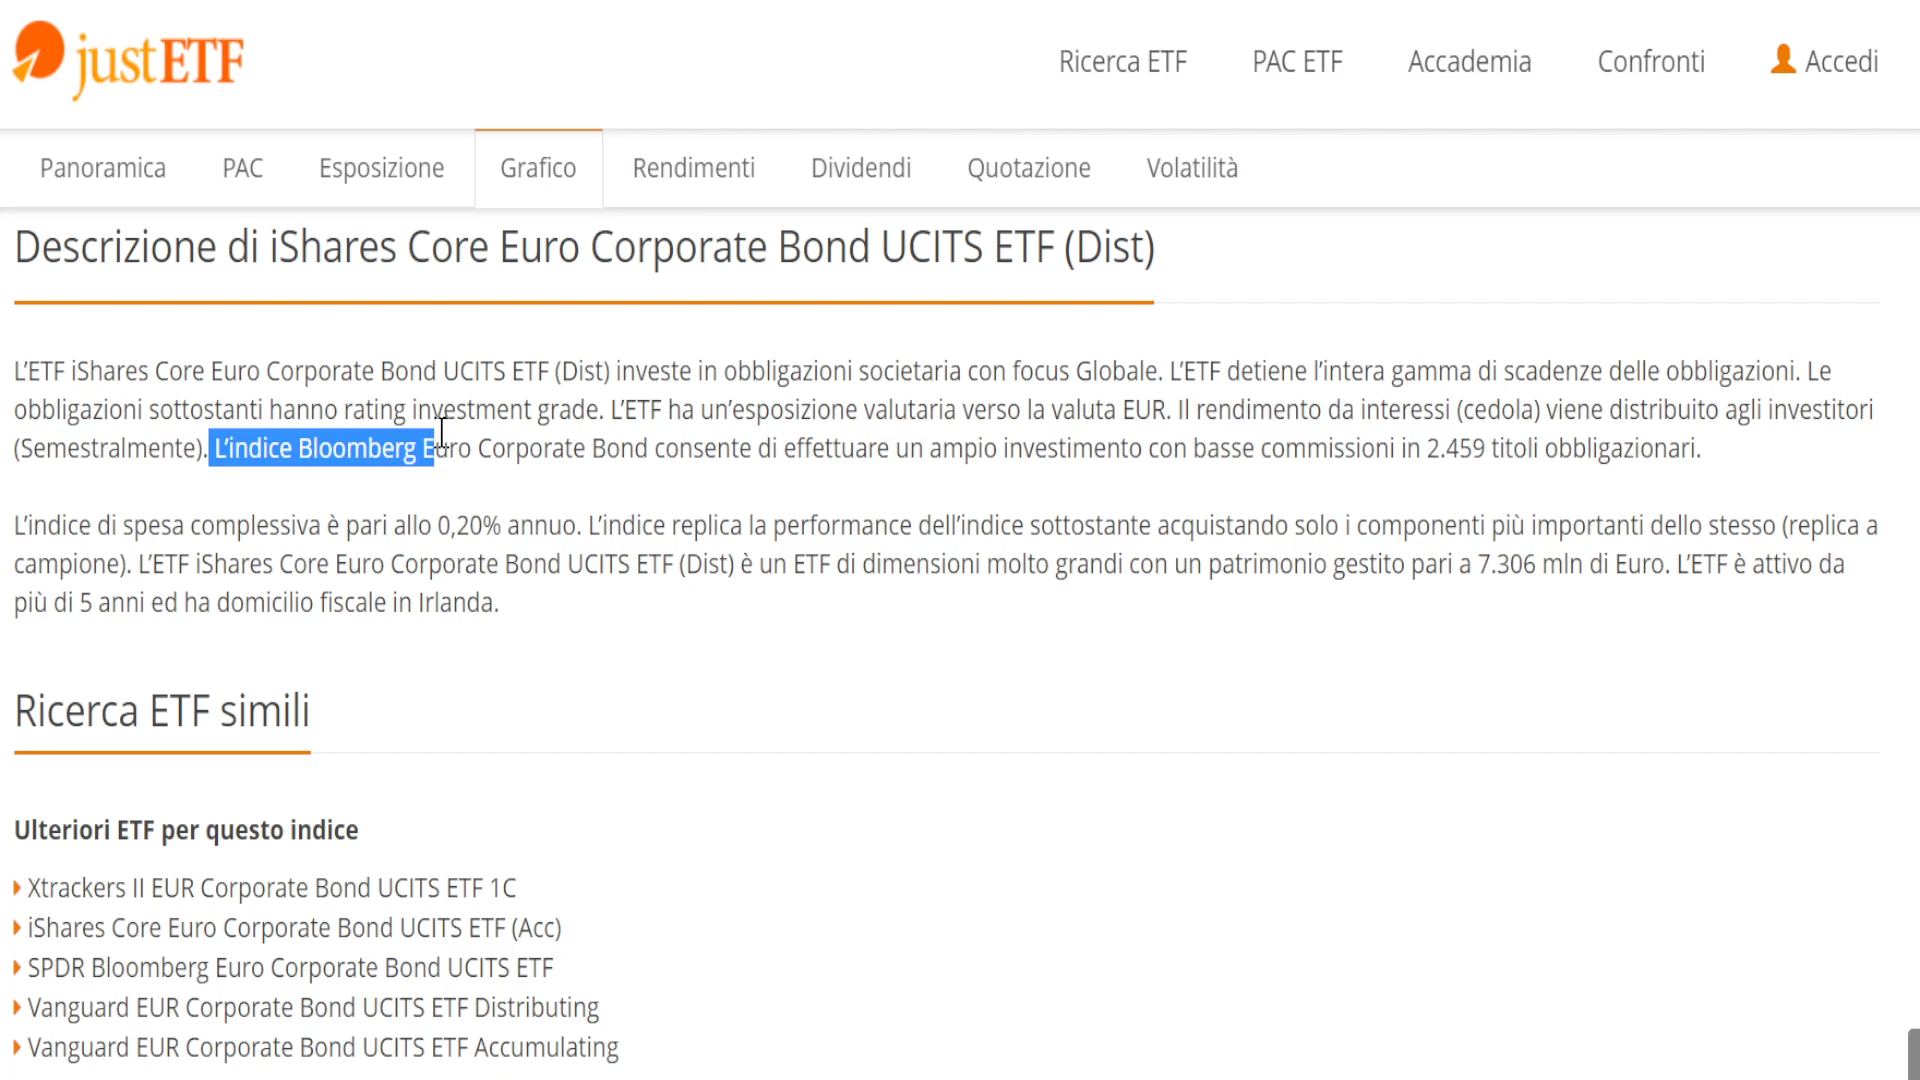 justETF
Ricerca ETF
PAC ETF
Accademia
Confronti
Accedi
Panoramica
PAC
Esposizione
Grafico
Rendimenti
Dividendi
Quotazione
Volatilità
Descrizione di iShares Core Euro Corporate Bond UCITS ETF (Dist)
L’ETF iShares Core Euro Corporate Bond UCITS ETF (Dist) investe in obbligazioni societaria con focus Globale. L’ETF detiene l’intera gamma di scadenze delle obbligazioni. Le
obbligazioni sottostanti hanno rating investment grade. L’ETF ha un’esposizione valutaria verso la valuta EUR. Il rendimento da interessi (cedola) viene distribuito agli investitori
(Semestralmente). L’indice Bloomberg Euro Corporate Bond consente di effettuare un ampio investimento con basse commissioni in 2.459 titoli obbligazionari.
L’indice di spesa complessiva è pari allo 0,20% annuo. L’indice replica la performance dell’indice sottostante acquistando solo i componenti più importanti dello stesso (replica a
campione). L’ETF iShares Core Euro Corporate Bond UCITS ETF (Dist) è un ETF di dimensioni molto grandi con un patrimonio gestito pari a 7.306 mln di Euro. L’ETF è attivo da
più di 5 anni ed ha domicilio fiscale in Irlanda.
Ricerca ETF simili
Ulteriori ETF per questo indice
Xtrackers II EUR Corporate Bond UCITS ETF 1C
iShares Core Euro Corporate Bond UCITS ETF (Acc)
SPDR Bloomberg Euro Corporate Bond UCITS ETF
Vanguard EUR Corporate Bond UCITS ETF Distributing
Vanguard EUR Corporate Bond UCITS ETF Accumulating